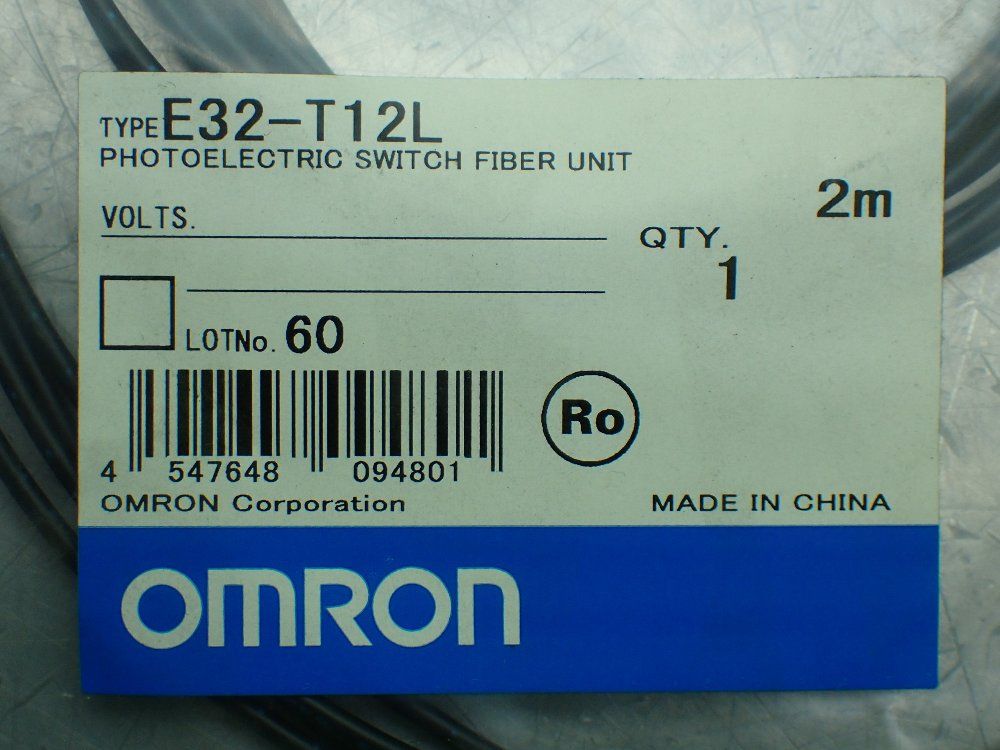 TYPE E32-T12L
PHOTOELECTRIC SWITCH FIBER UNIT
2m
VOLTS.
QTY.
1
LOTNo. 60
Ro
4 547648 094801
OMRON Corporation
MADE IN CHINA
OMRON